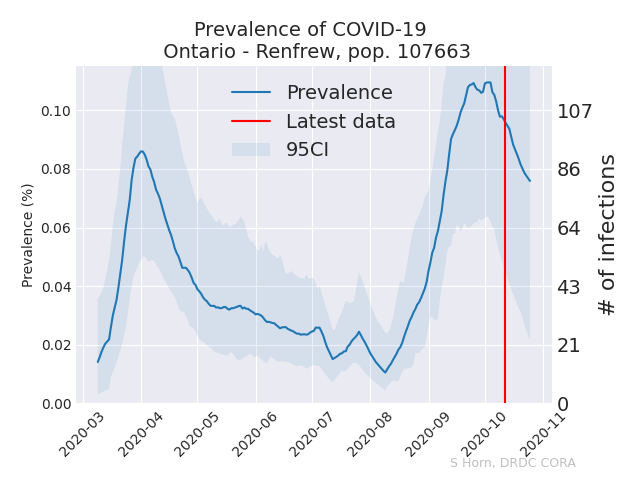 Prevalence of COVID-19
Ontario - Renfrew, pop. 107663
Prevalence
Latest data
95CI
Prevalence (%)
0.10
0.08
0.06
0.04
0.02
0.00
107
86
64
43
21
0
# of infections
2020-03
2020-04
2020-05
2020-06
2020-07
2020-08
2020-09
2020-10
2020-11
S Horn, DRDC CORA